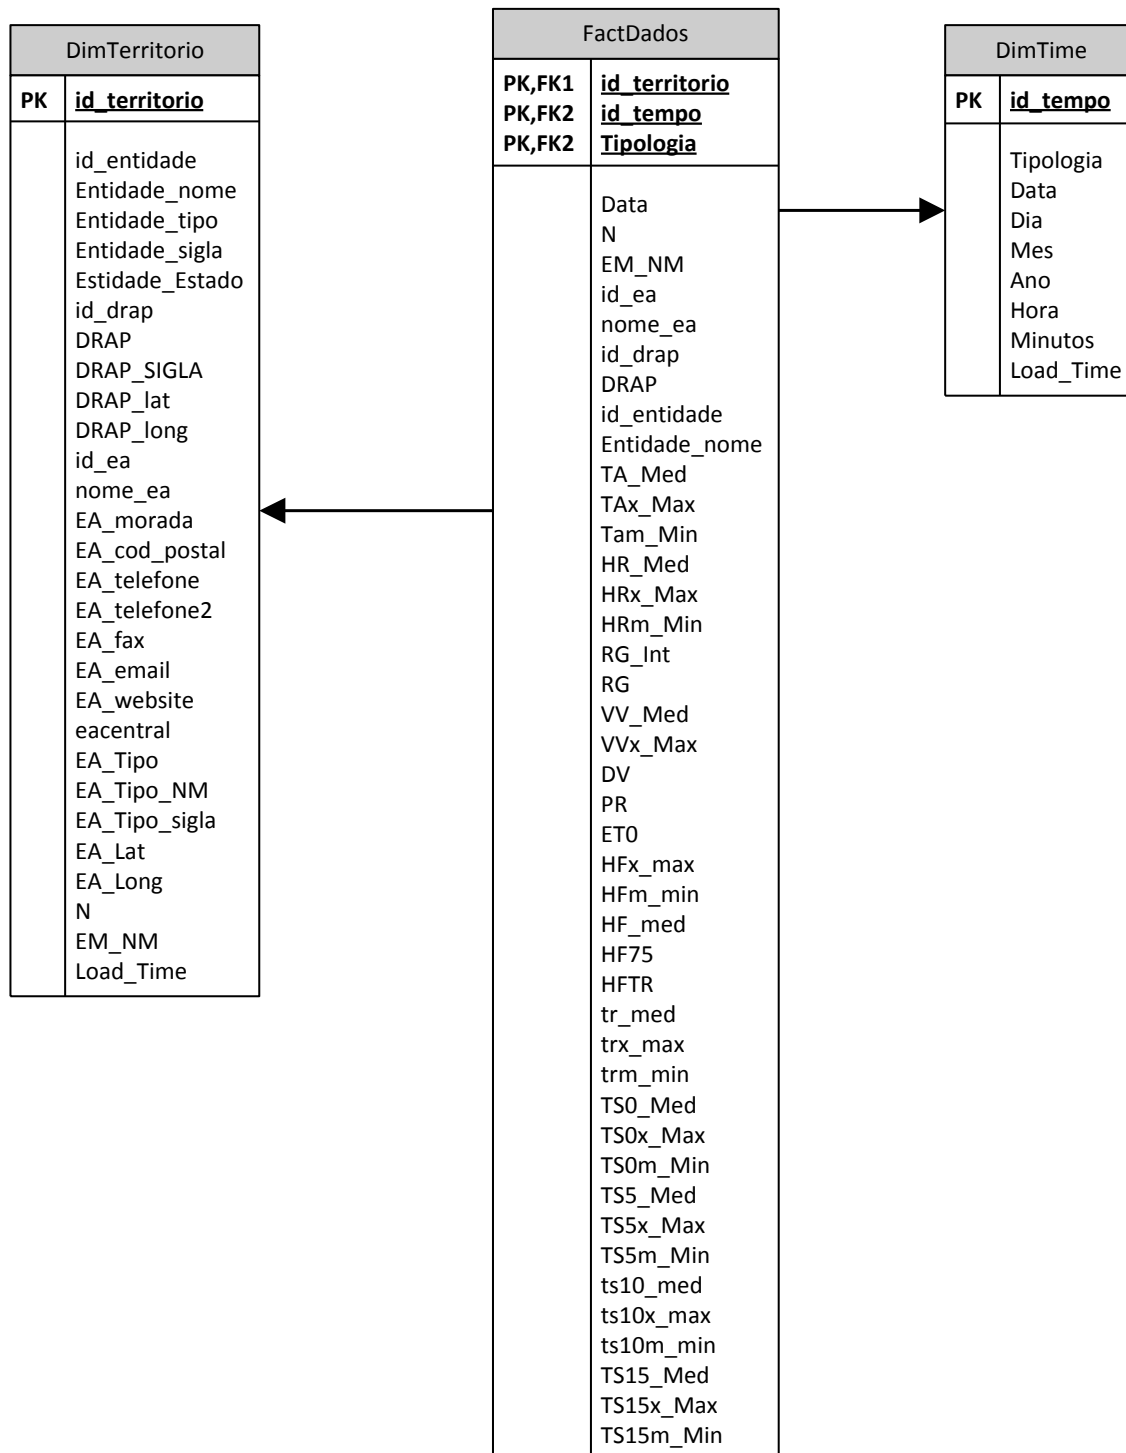 DimTerritorio
PK id_territorio
id_entidade
Entidade_nome
Entidade_tipo
Entidade_sigla
Estidade_Estado
id_drap
DRAP
DRAP_SIGLA
DRAP_lat
DRAP_long
id_ea
nome_ea
EA_morada
EA_cod_postal
EA_telefone
EA_telefone2
EA_fax
EA_email
EA_website
eacentral
EA_Tipo
EA_Tipo_NM
EA_Tipo_sigla
EA_Lat
EA_Long
N
EM_NM
Load_Time
FactDados
PK,FK1 id_territorio
PK,FK2 id_tempo
PK,FK2 Tipologia
Data
N
EM_NM
id_ea
nome_ea
id_drap
DRAP
id_entidade
Entidade_nome
TA_Med
TAx_Max
Tam_Min
HR_Med
HRx_Max
HRm_Min
RG_Int
RG
VV_Med
VVx_Max
DV
PR
ET0
HFx_max
HFm_min
HF_med
HF75
HFTR
tr_med
trx_max
trm_min
TS0_Med
TS0x_Max
TS0m_Min
TS5_Med
TS5x_Max
TS5m_Min
ts10_med
ts10x_max
ts10m_min
TS15_Med
TS15x_Max
TS15m_Min
DimTime
PK id_tempo
Tipologia
Data
Dia
Mes
Ano
Hora
Minutos
Load_Time